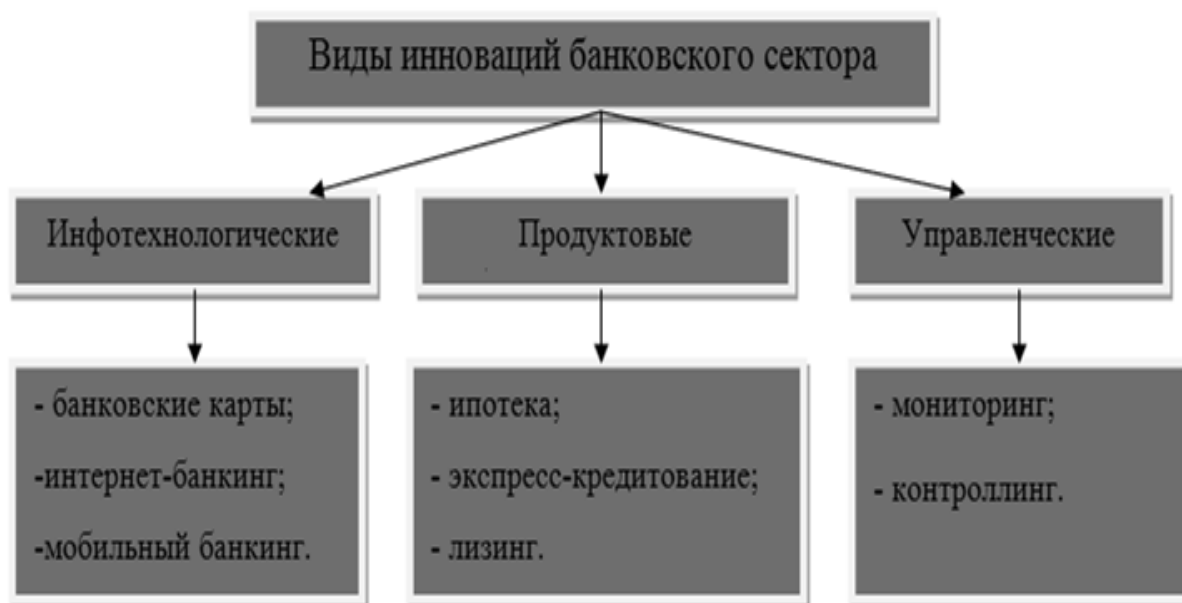 Виды инноваций банковского сектора
Инфотехнологические
Продуктовые
Управленческие
- банковские карты;
-интернет-банкинг;
-мобильный банкинг.
- ипотека;
- экспресс-кредитование;
- лизинг.
- мониторинг;
- контроллинг.